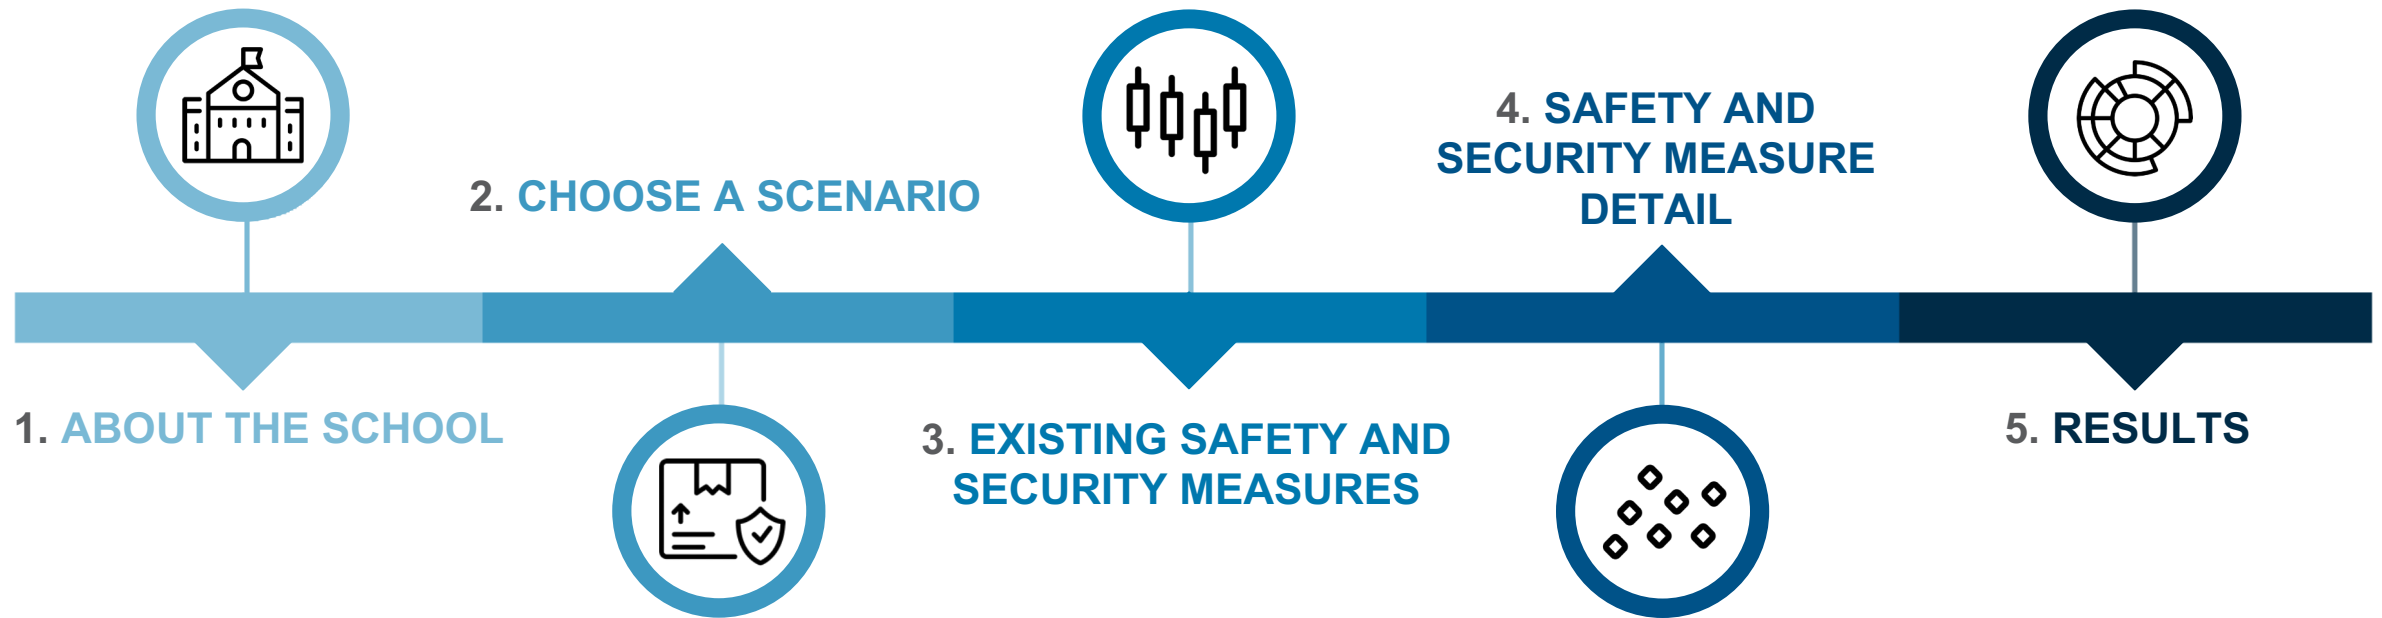 1. ABOUT THE SCHOOL
2. CHOOSE A SCENARIO
3. EXISTING SAFETY AND
SECURITY MEASURES
4. SAFETY AND
SECURITY MEASURE
DETAIL
5. RESULTS